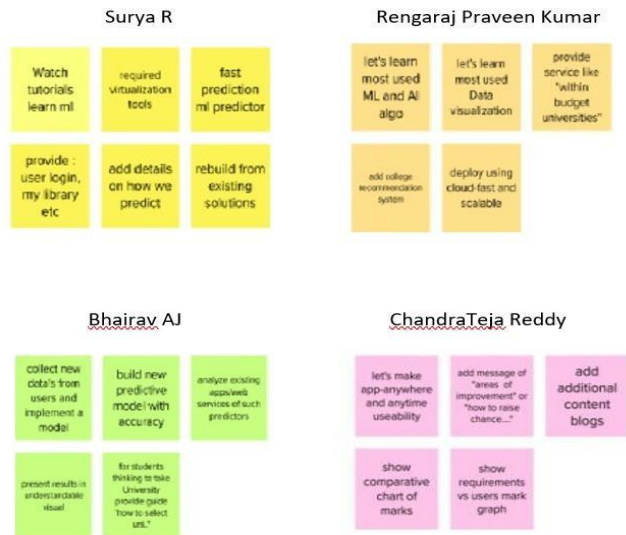 Surya R
Watch
tutorials
learn ml
required
virtualization
tools
fast
prediction
ml predictor
provide :
user login,
my library
etc
add details
on how we
predict
rebuild from
existing
solutions
Rengaraj Praveen Kumar
let's learn
most used
ML and AI
algo
let's learn
most used
Data
visualization
provide
service like
"within
budget
universities"
add college
recommendation
system
deploy using
cloud-fast and
scalable
Bhairav AJ
collect new
data's from
users and
implement a
model
build new
predictive
model with
accuracy
analyze existing
apps/web
services of such
predictors
present results in
understandable
visual
for students
thinking to take
University
provide guide
"how to select
uni."
ChandraTeja Reddy
let's make
app-anywhere
and anytime
useability
add message of
"areas of
improvement" or
"how to raise
chance...."
add
additional
content
blogs
show
comparative
chart of
marks
show
requirements
vs users mark
graph